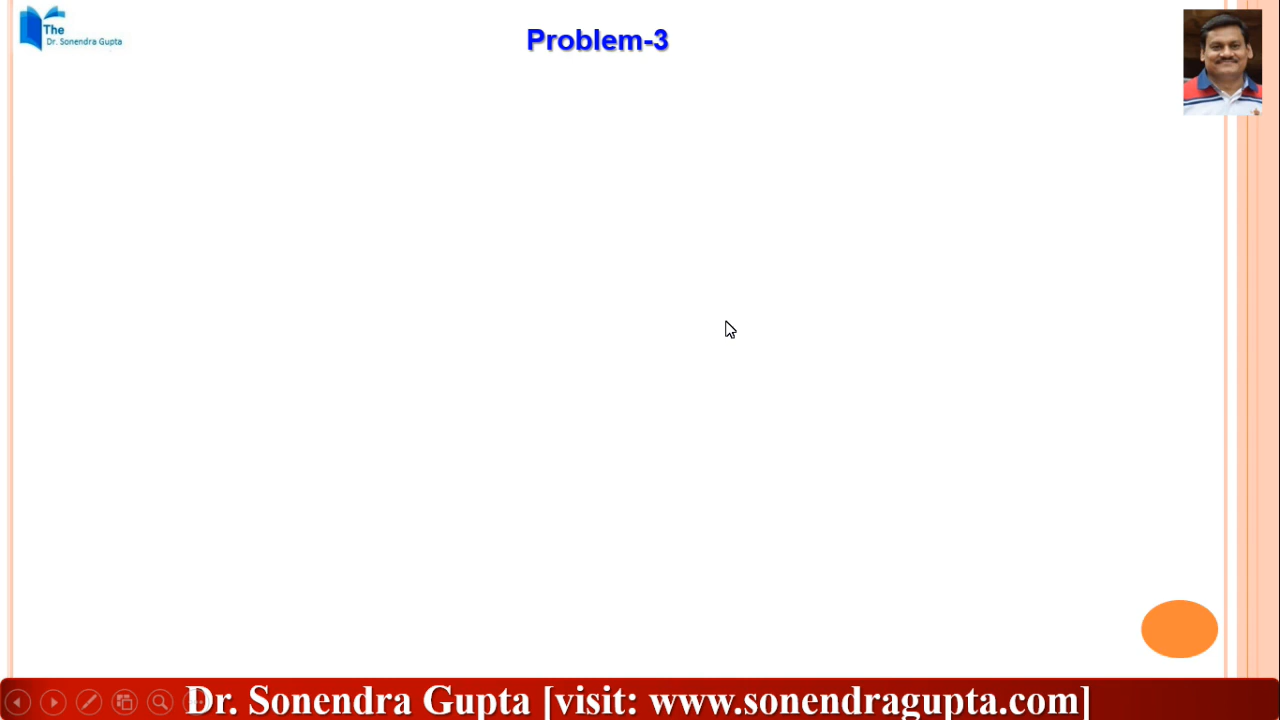 The
Dr. Sonendra Gupta
Problem-3
Dr. Sonendra Gupta [visit: www.sonendragupta.com]